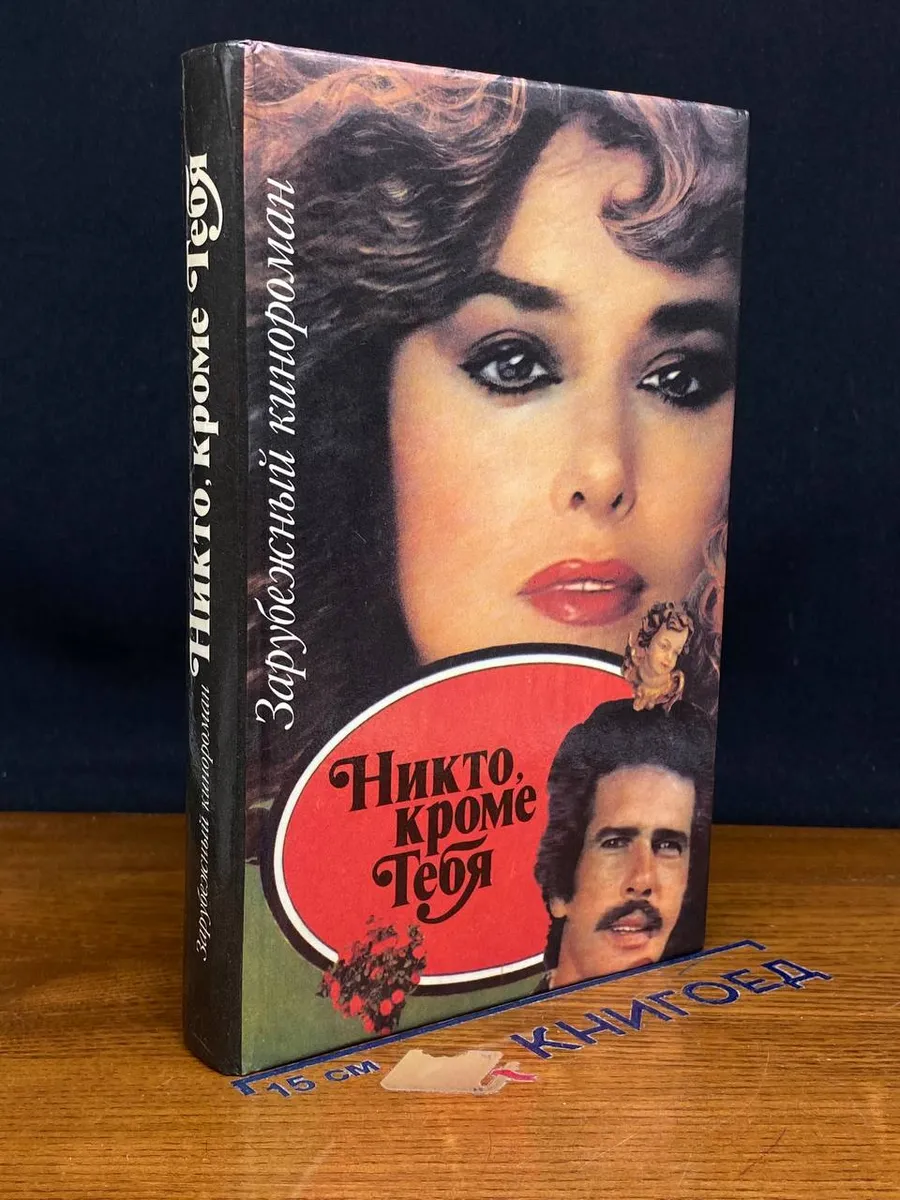 зарубежный кинороман
Никто, кроме Тебя
Зарубежный кинороман
Никто,
кроме
Тебя
15 см
КНИГОЕД